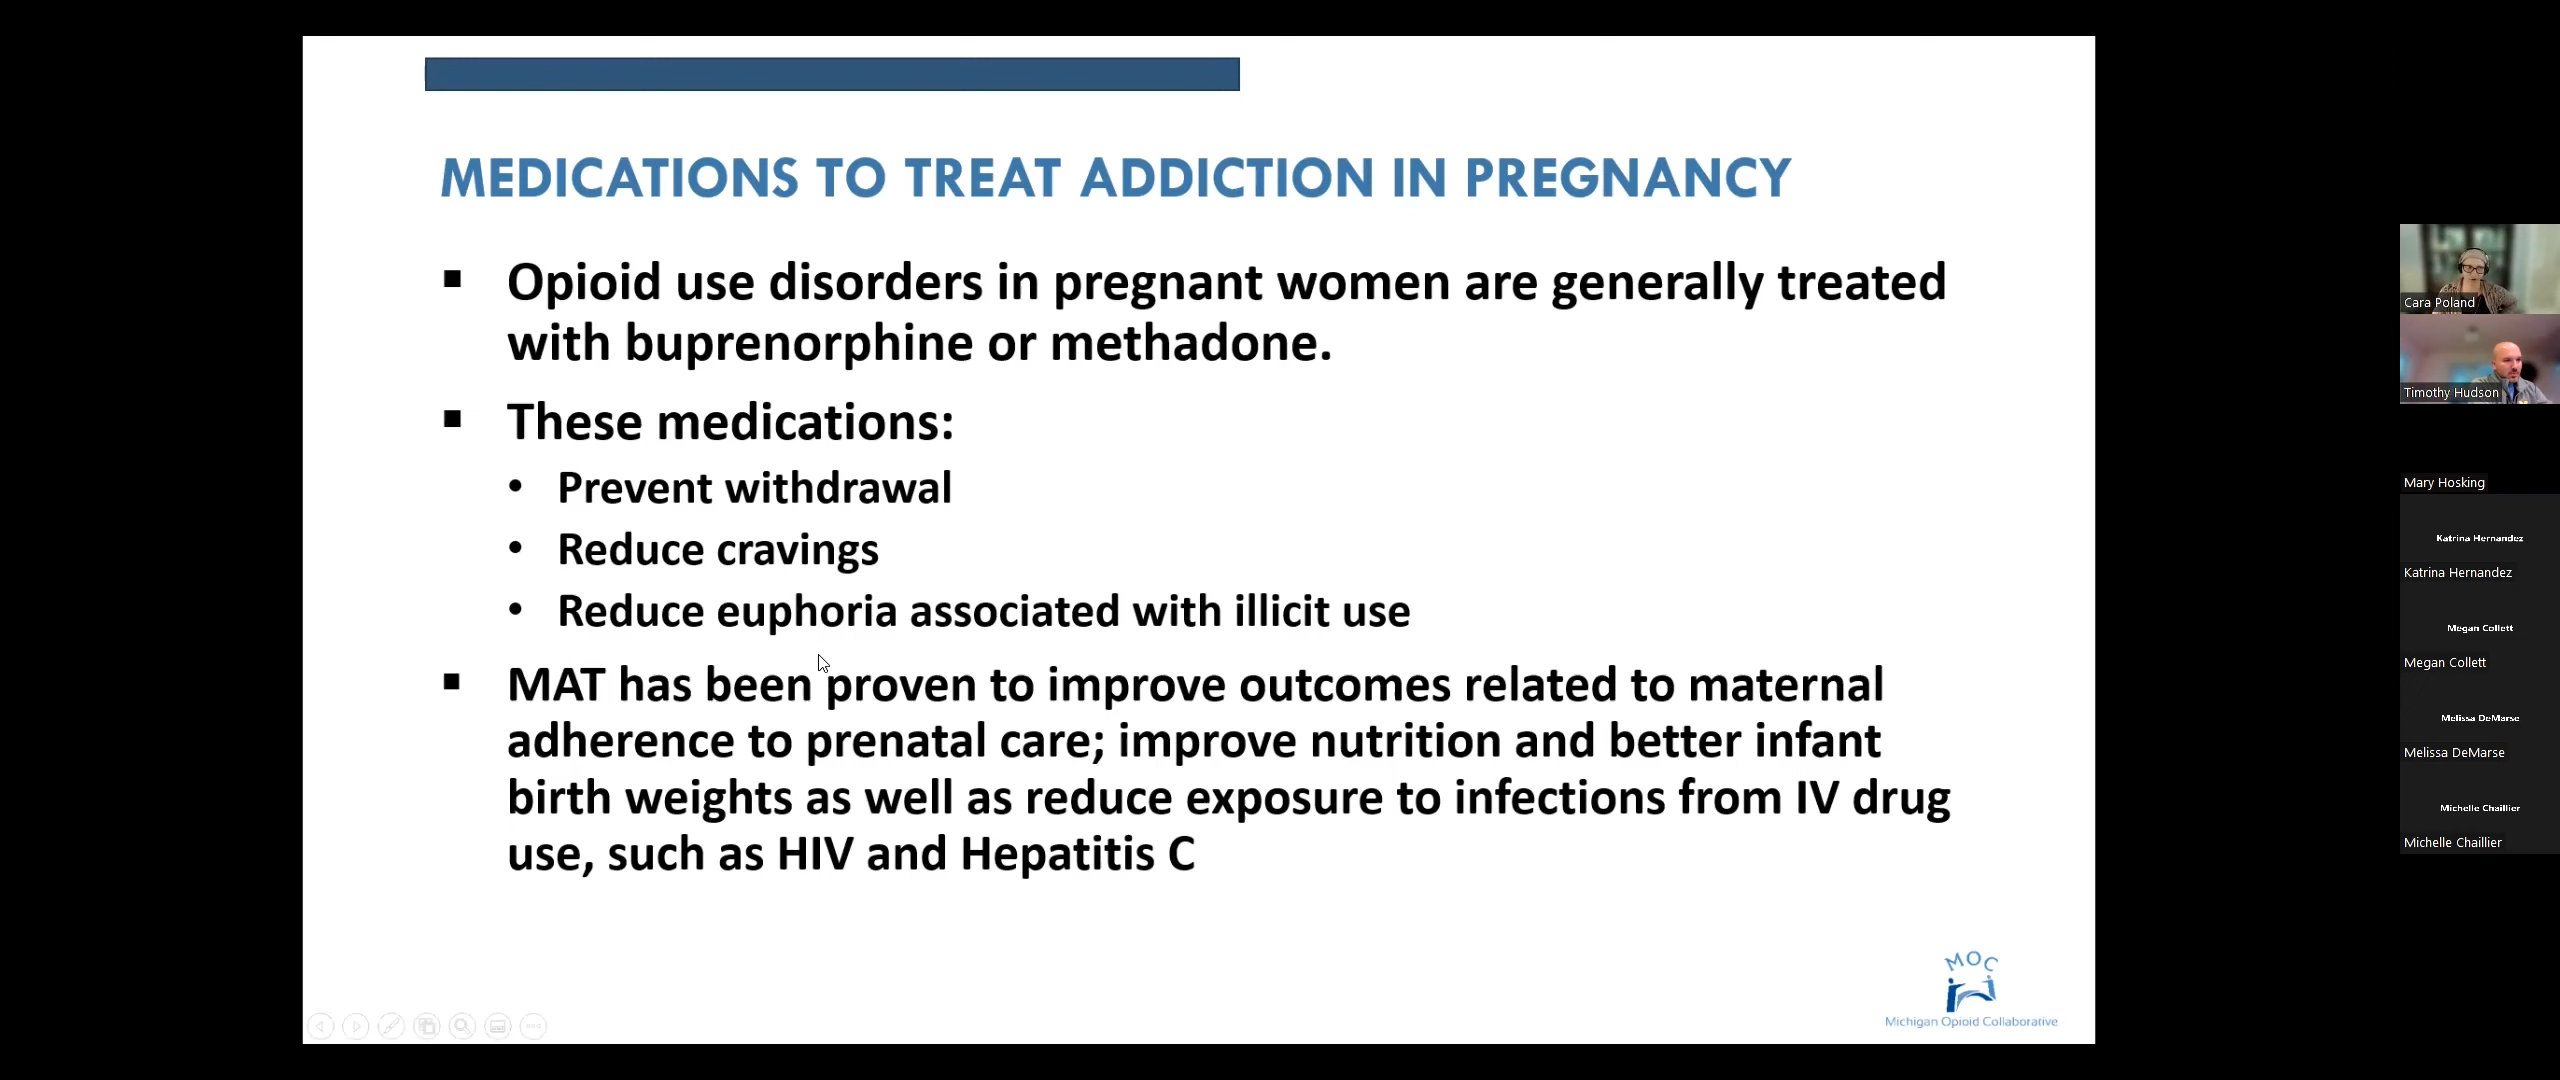 MEDICATIONS TO TREAT ADDICTION IN PREGNANCY
Opioid use disorders in pregnant women are generally treated
with buprenorphine or methadone.
These medications:
Prevent withdrawal
Reduce cravings
Reduce euphoria associated with illicit use
MAT has been proven to improve outcomes related to maternal
adherence to prenatal care; improve nutrition and better infant
birth weights as well as reduce exposure to infections from IV drug
use, such as HIV and Hepatitis C
MOC
Michigan Opioid Collaborative
Cara Poland
Timothy Hudson
Mary Hosking
Katrina Hernandez
Katrina Hernandez
Megan Collett
Megan Collett
Melissa DeMarse
Melissa DeMarse
Michelle Chaillier
Michelle Chaillier